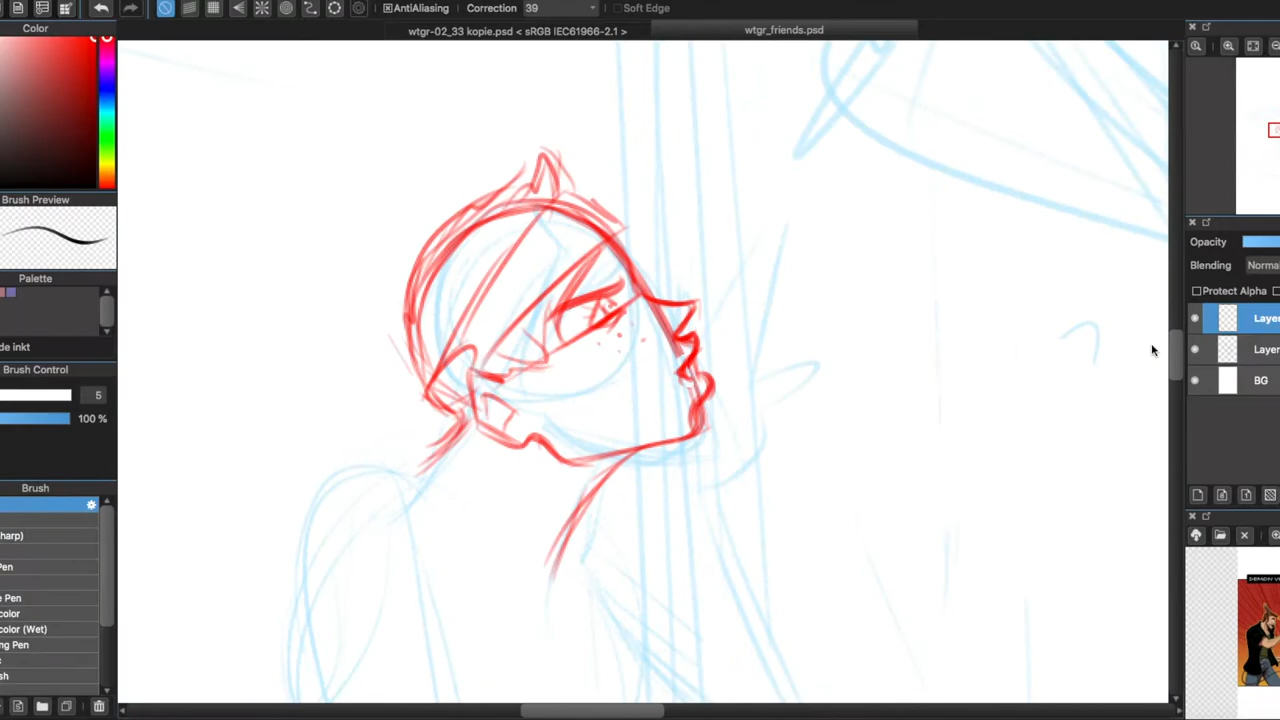 AntiAliasing Correction 39 Soft Edge
Color
wtgr-02_33 kopie.psd < sRGB IEC61966-2.1 >
wtgr_friends.psd
Brush Preview
Palette
de inkt
Brush Control
5
100 %
Brush
harp)
Pen
e Pen
color
color (Wet)
ng Pen
sh
Opacity
Blending Norma
Protect Alpha
Layer
Layer
BG
DEMON